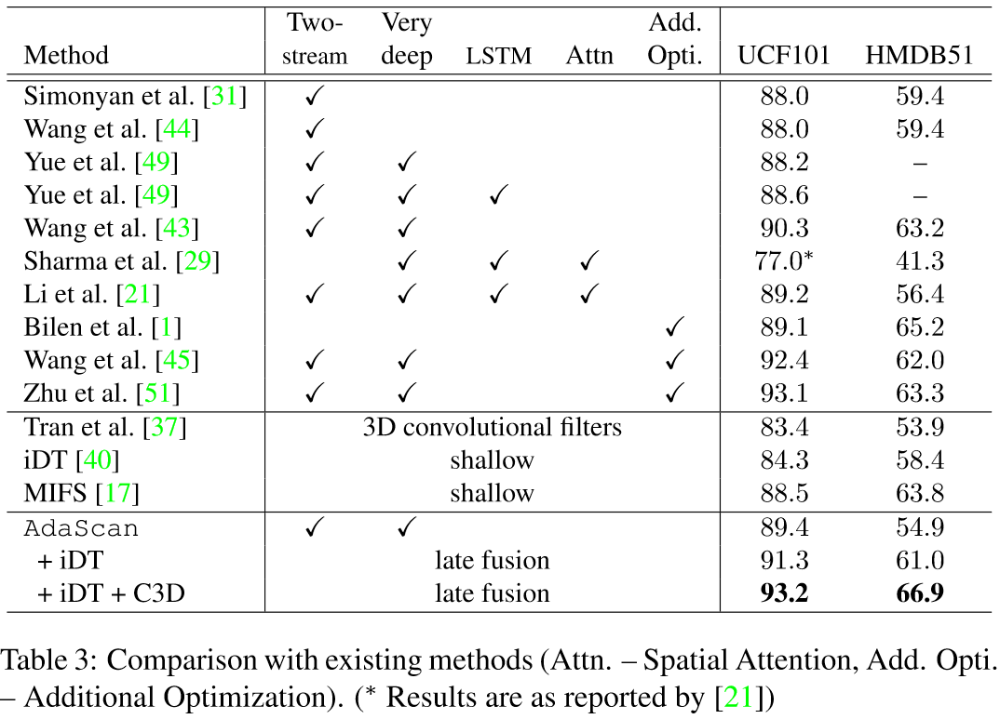 Two- Very Add.
Method stream deep LSTM Attn Opti. UCF101 HMDB51
Simonyan et al. [31] ✓ 88.0 59.4
Wang et al. [44] ✓ 88.0 59.4
Yue et al. [49] ✓ ✓ 88.2 –
Yue et al. [49] ✓ ✓ ✓ 88.6 –
Wang et al. [43] ✓ ✓ 90.3 63.2
Sharma et al. [29] ✓ ✓ ✓ 77.0* 41.3
Li et al. [21] ✓ ✓ ✓ ✓ 89.2 56.4
Bilen et al. [1] ✓ 89.1 65.2
Wang et al. [45] ✓ ✓ ✓ 92.4 62.0
Zhu et al. [51] ✓ ✓ ✓ 93.1 63.3
Tran et al. [37] 3D convolutional filters 83.4 53.9
iDT [40] shallow 84.3 58.4
MIFS [17] shallow 88.5 63.8
AdaScan ✓ ✓ 89.4 54.9
+ iDT late fusion 91.3 61.0
+ iDT + C3D late fusion 93.2 66.9
Table 3: Comparison with existing methods (Attn. – Spatial Attention, Add. Opti.
– Additional Optimization). (* Results are as reported by [21])